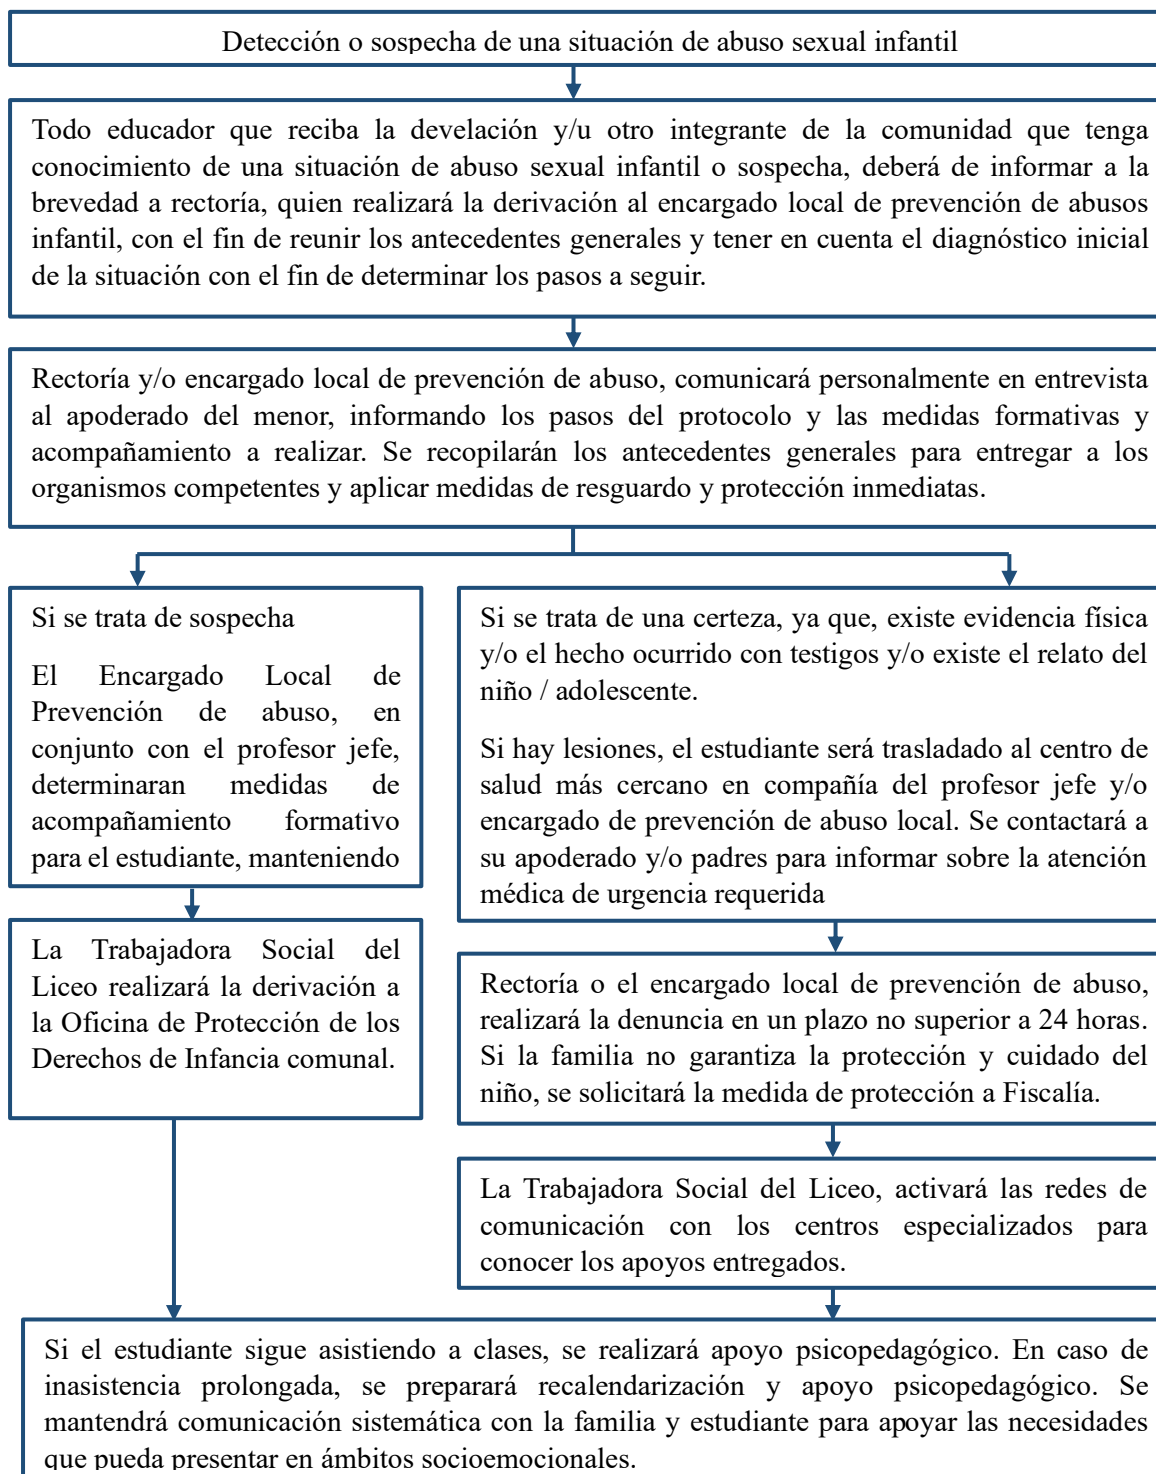 Detección o sospecha de una situación de abuso sexual infantil
Todo educador que reciba la develación y/u otro integrante de la comunidad que tenga
conocimiento de una situación de abuso sexual infantil o sospecha, deberá de informar a la
brevedad a rectoría, quien realizará la derivación al encargado local de prevención de abusos
infantil, con el fin de reunir los antecedentes generales y tener en cuenta el diagnóstico inicial
de la situación con el fin de determinar los pasos a seguir.
Rectoría y/o encargado local de prevención de abuso, comunicará personalmente en entrevista
al apoderado del menor, informando los pasos del protocolo y las medidas formativas y
acompañamiento a realizar. Se recopilarán los antecedentes generales para entregar a los
organismos competentes y aplicar medidas de resguardo y protección inmediatas.
Si se trata de sospecha
El Encargado Local de
Prevención de abuso, en
conjunto con el profesor jefe,
determinaran medidas de
acompañamiento formativo
para el estudiante, manteniendo
La Trabajadora Social del
Liceo realizará la derivación a
la Oficina de Protección de los
Derechos de Infancia comunal.
Si se trata de una certeza, ya que, existe evidencia física
y/o el hecho ocurrido con testigos y/o existe el relato del
niño / adolescente.
Si hay lesiones, el estudiante será trasladado al centro de
salud más cercano en compañía del profesor jefe y/o
encargado de prevención de abuso local. Se contactará a
su apoderado y/o padres para informar sobre la atención
médica de urgencia requerida
Rectoría o el encargado local de prevención de abuso,
realizará la denuncia en un plazo no superior a 24 horas.
Si la familia no garantiza la protección y cuidado del
niño, se solicitará la medida de protección a Fiscalía.
La Trabajadora Social del Liceo, activará las redes de
comunicación con los centros especializados para
conocer los apoyos entregados.
Si el estudiante sigue asistiendo a clases, se realizará apoyo psicopedagógico. En caso de
inasistencia prolongada, se preparará recalendarización y apoyo psicopedagógico. Se
mantendrá comunicación sistemática con la familia y estudiante para apoyar las necesidades
que pueda presentar en ámbitos socioemocionales.